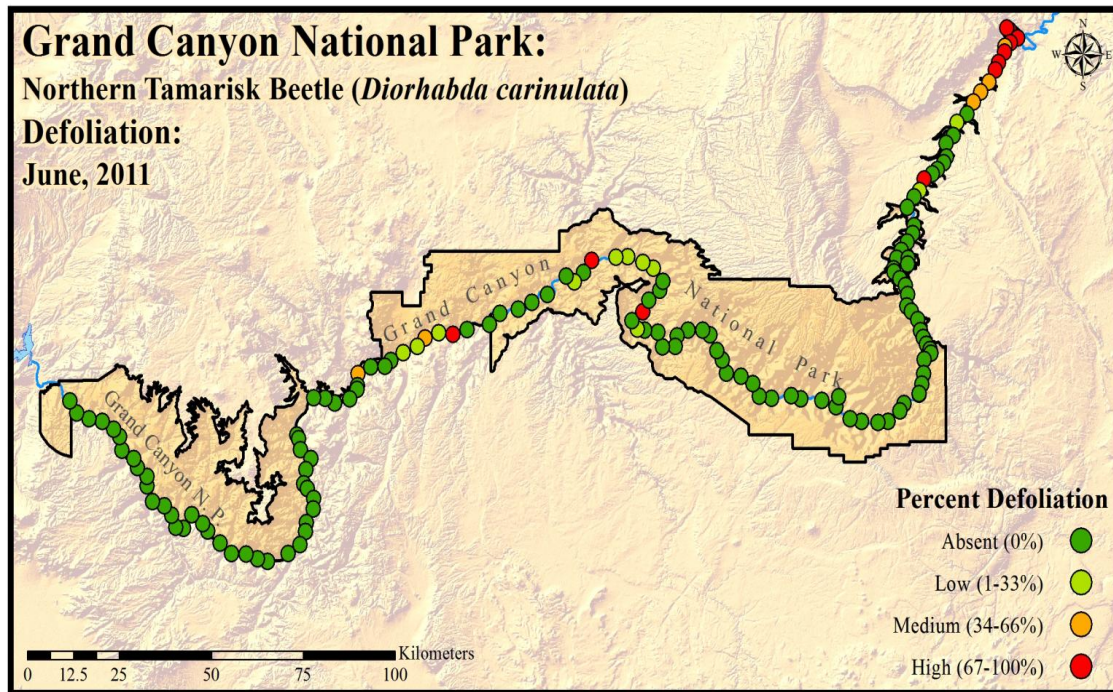 Grand Canyon National Park:
Northern Tamarisk Beetle (Diorhabda carinulata)
Defoliation:
June, 2011
N
W E
S
Grand Canyon
National Park
Grand Canyon N.P.
Percent Defoliation
Absent (0%)
Low (1-33%)
Medium (34-66%)
High (67-100%)
Kilometers
0 12.5 25 50 75 100